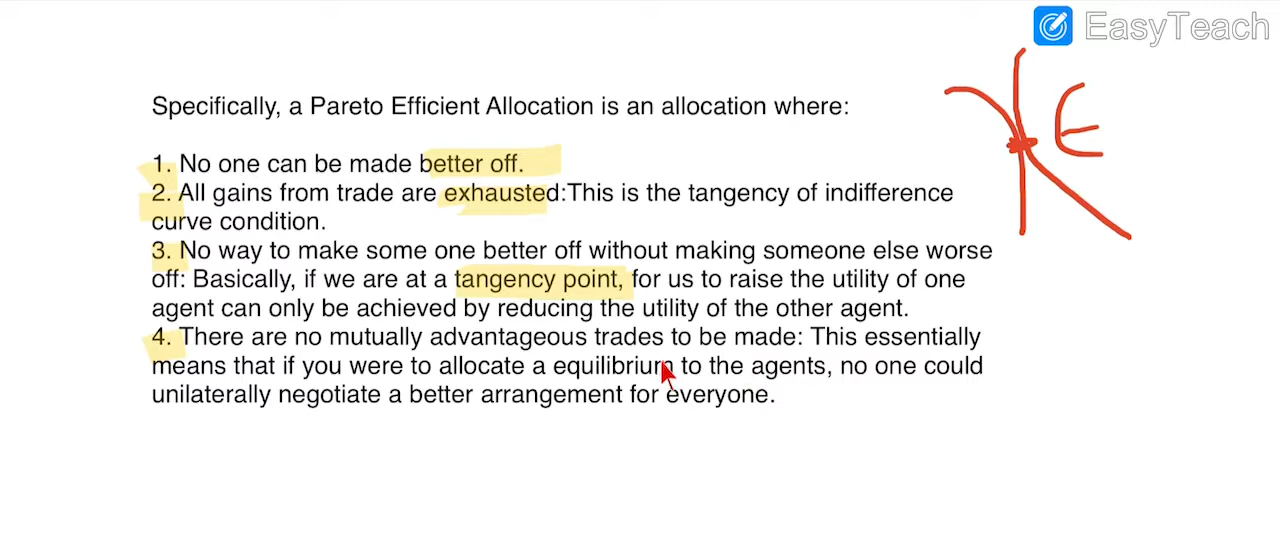 EasyTeach
Specifically, a Pareto Efficient Allocation is an allocation where:
E
1. No one can be made better off.
2. All gains from trade are exhausted:This is the tangency of indifference
curve condition.
3. No way to make some one better off without making someone else worse
off: Basically, if we are at a tangency point, for us to raise the utility of one
agent can only be achieved by reducing the utility of the other agent.
4. There are no mutually advantageous trades to be made: This essentially
means that if you were to allocate a equilibrium to the agents, no one could
unilaterally negotiate a better arrangement for everyone.